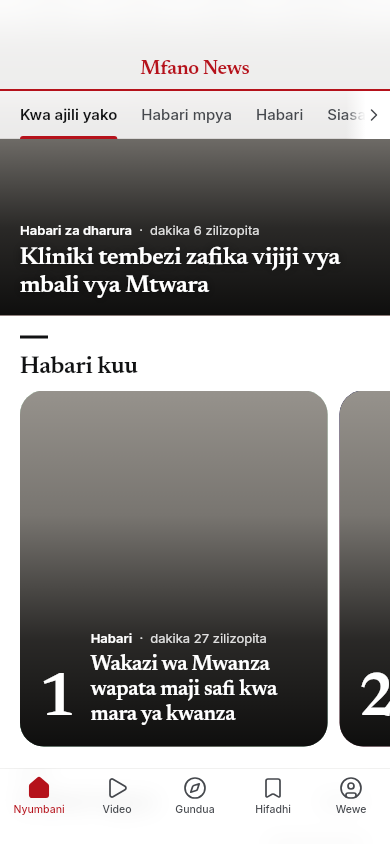 Mfano News
Kwa ajili yako Habari mpya Habari Siasa
Habari za dharura · dakika 6 zilizopita
Kliniki tembezi zafika vijiji vya
mbali vya Mtwara
Habari kuu
Habari · dakika 27 zilizopita
1
Wakazi wa Mwanza
wapata maji safi kwa
mara ya kwanza
2
Nyumbani Video Gundua Hifadhi Wewe